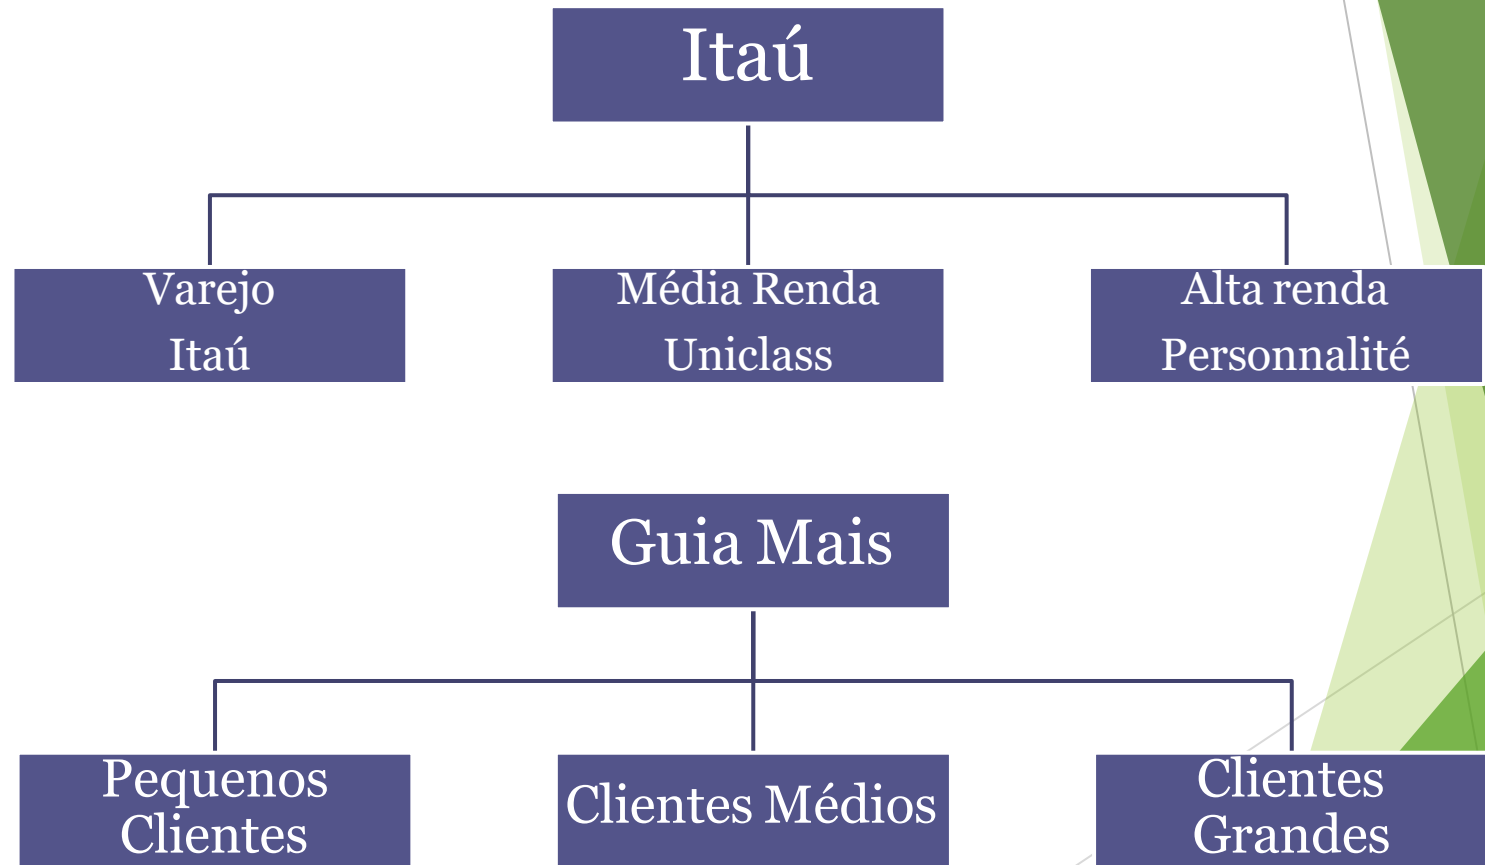 Itaú
Varejo
Itaú
Média Renda
Uniclass
Alta renda
Personnalité
Guia Mais
Pequenos
Clientes
Clientes Médios
Clientes
Grandes